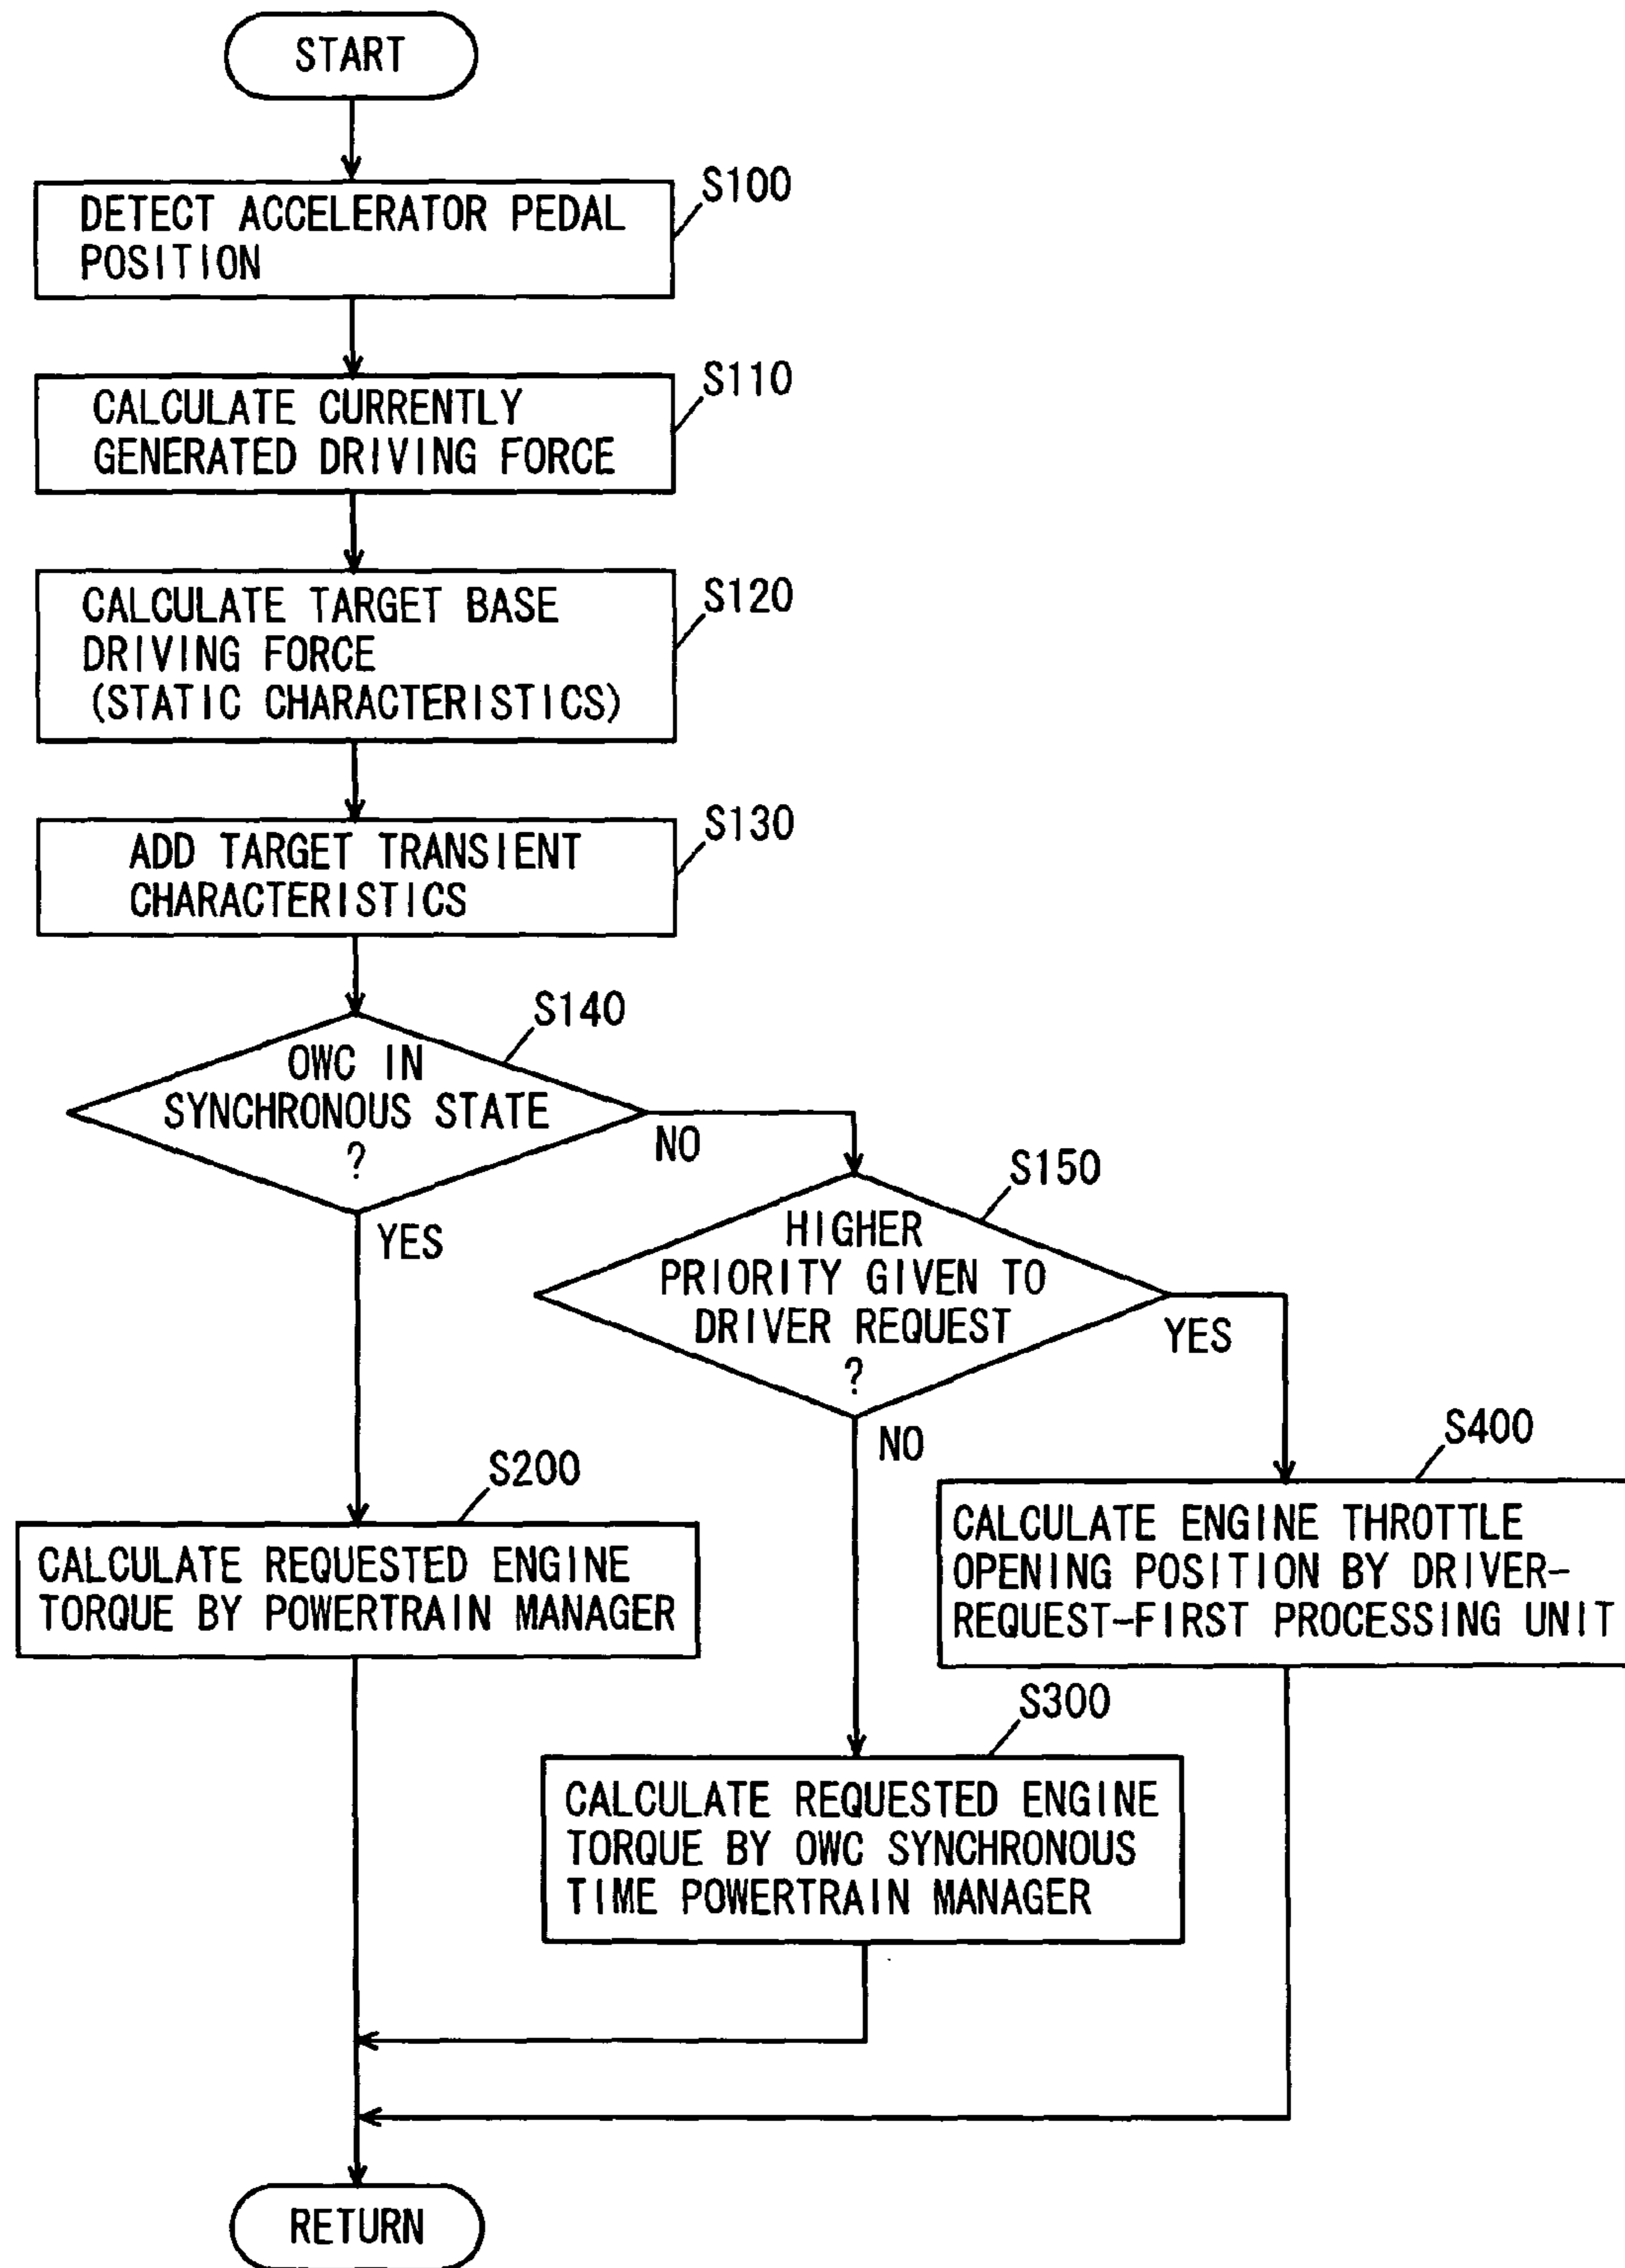 START
S100
DETECT ACCELERATOR PEDAL
POSITION
S110
CALCULATE CURRENTLY
GENERATED DRIVING FORCE
S120
CALCULATE TARGET BASE
DRIVING FORCE
(STATIC CHARACTERISTICS)
S130
ADD TARGET TRANSIENT
CHARACTERISTICS
S140
OWC IN
SYNCHRONOUS STATE
?
NO
YES
S150
HIGHER
PRIORITY GIVEN TO
DRIVER REQUEST
?
YES
NO
S200
CALCULATE REQUESTED ENGINE
TORQUE BY POWERTRAIN MANAGER
S400
CALCULATE ENGINE THROTTLE
OPENING POSITION BY DRIVER-
REQUEST-FIRST PROCESSING UNIT
S300
CALCULATE REQUESTED ENGINE
TORQUE BY OWC SYNCHRONOUS
TIME POWERTRAIN MANAGER
RETURN